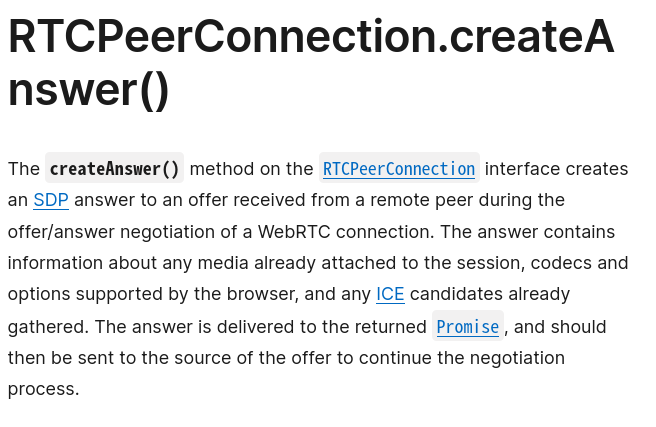 RTCPeerConnection.createA
nswer()
The createAnswer() method on the RTCPeerConnection interface creates
an SDP answer to an offer received from a remote peer during the
offer/answer negotiation of a WebRTC connection. The answer contains
information about any media already attached to the session, codecs and
options supported by the browser, and any ICE candidates already
gathered. The answer is delivered to the returned Promise, and should
then be sent to the source of the offer to continue the negotiation
process.